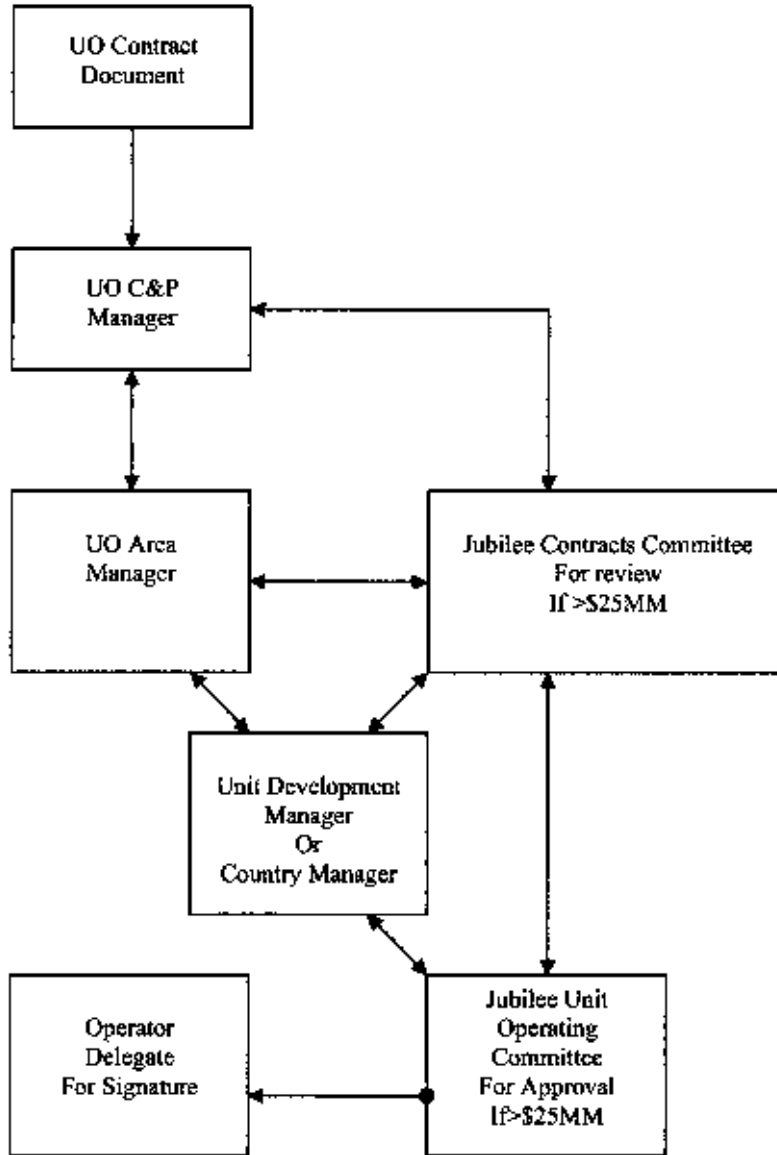 UO Contract
Document
UO C&P
Manager
UO Area
Manager
Jubilee Contracts Committee
For review
If >$25MM
Unit Development
Manager
Or
Country Manager
Operator
Delegate
For Signature
Jubilee Unit
Operating
Committee
For Approval
If>$25MM